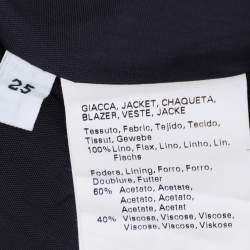 25
GIACCA, JACKET, CHAQUETA,
BLAZER, VESTE, JACKE
Tessuto, Fabric, Tejido, Tecido,
Tissut, Gewebe
100% Lino, Flax, Lino, Linho, Lin,
Flachs
Fodera, Lining, Forro, Forro,
Doublure, Futter
60% Acetato, Acetate,
Acetato, Acetato,
Acetate, Acetat
40% Viscosa, Viscose, Viscosa,
Viscose, Viscose, Viskose